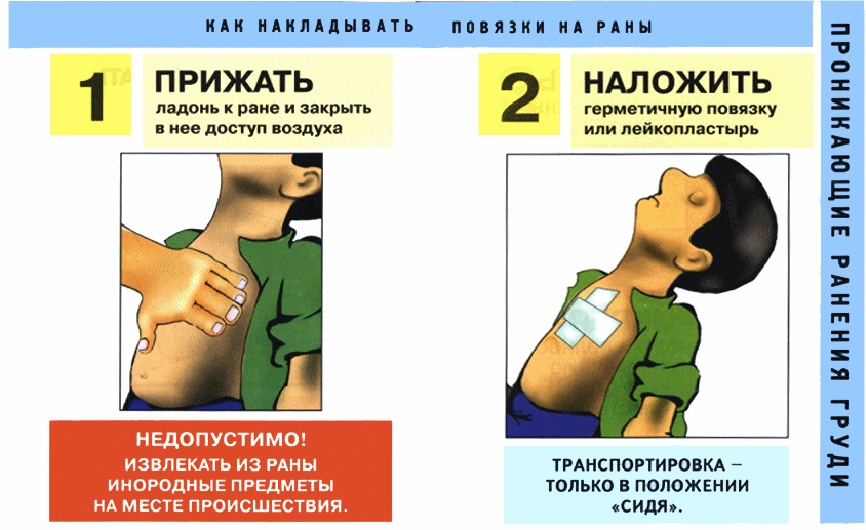 КАК НАКЛАДЫВАТЬ ПОВЯЗКИ НА РАНЫ
ПРОНИКАЮЩИЕ РАНЕНИЯ ГРУДИ
1
ПРИЖАТЬ
ладонь к ране и закрыть
в нее доступ воздуха
НЕДОПУСТИМО!
ИЗВЛЕКАТЬ ИЗ РАНЫ
ИНОРОДНЫЕ ПРЕДМЕТЫ
НА МЕСТЕ ПРОИСШЕСТВИЯ.
2
НАЛОЖИТЬ
герметичную повязку
или лейкопластырь
ТРАНСПОРТИРОВКА –
ТОЛЬКО В ПОЛОЖЕНИИ
«СИДЯ».